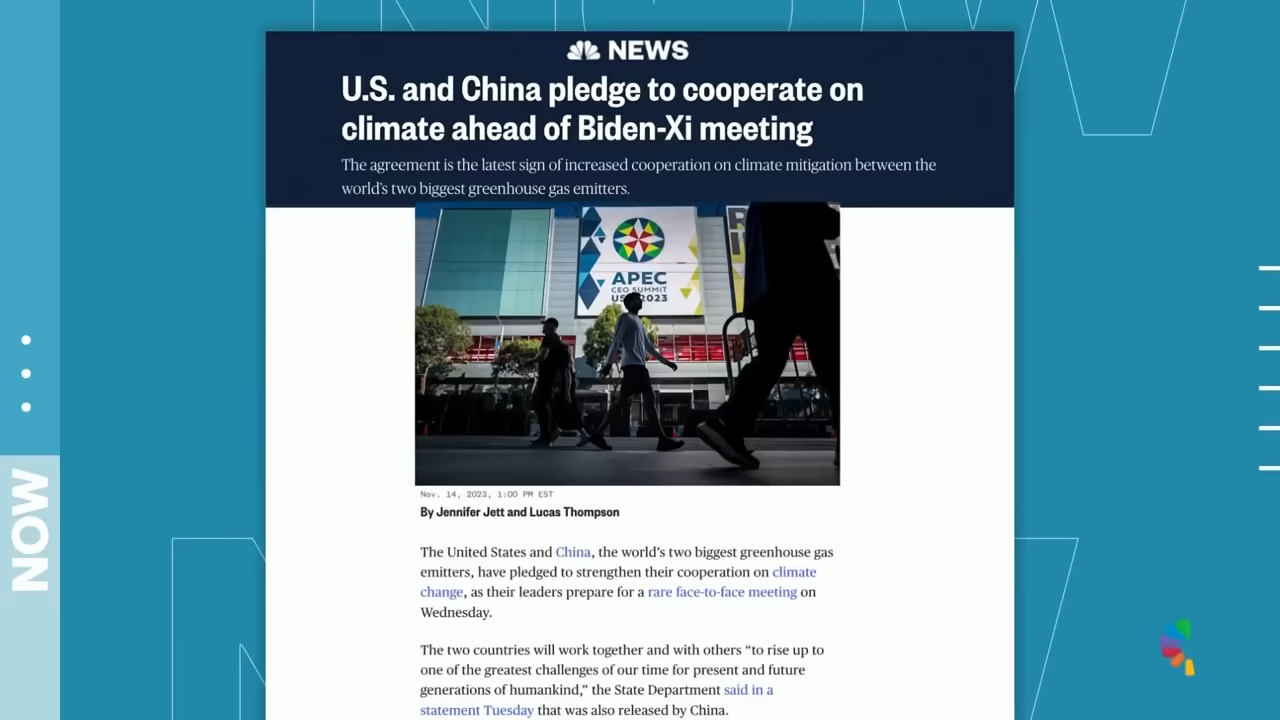 NEWS
U.S. and China pledge to cooperate on
climate ahead of Biden-Xi meeting
The agreement is the latest sign of increased cooperation on climate mitigation between the
world's two biggest greenhouse gas emitters.
APEC
CEO SUMMIT
2023
Nov. 14, 2023, 1:00 PM EST
By Jennifer Jett and Lucas Thompson
The United States and China, the world's two biggest greenhouse gas
emitters, have pledged to strengthen their cooperation on climate
change, as their leaders prepare for a rare face-to-face meeting on
Wednesday.
The two countries will work together and with others “to rise up to
one of the greatest challenges of our time for present and future
generations of humankind,” the State Department said in a
statement Tuesday that was also released by China.
NOW